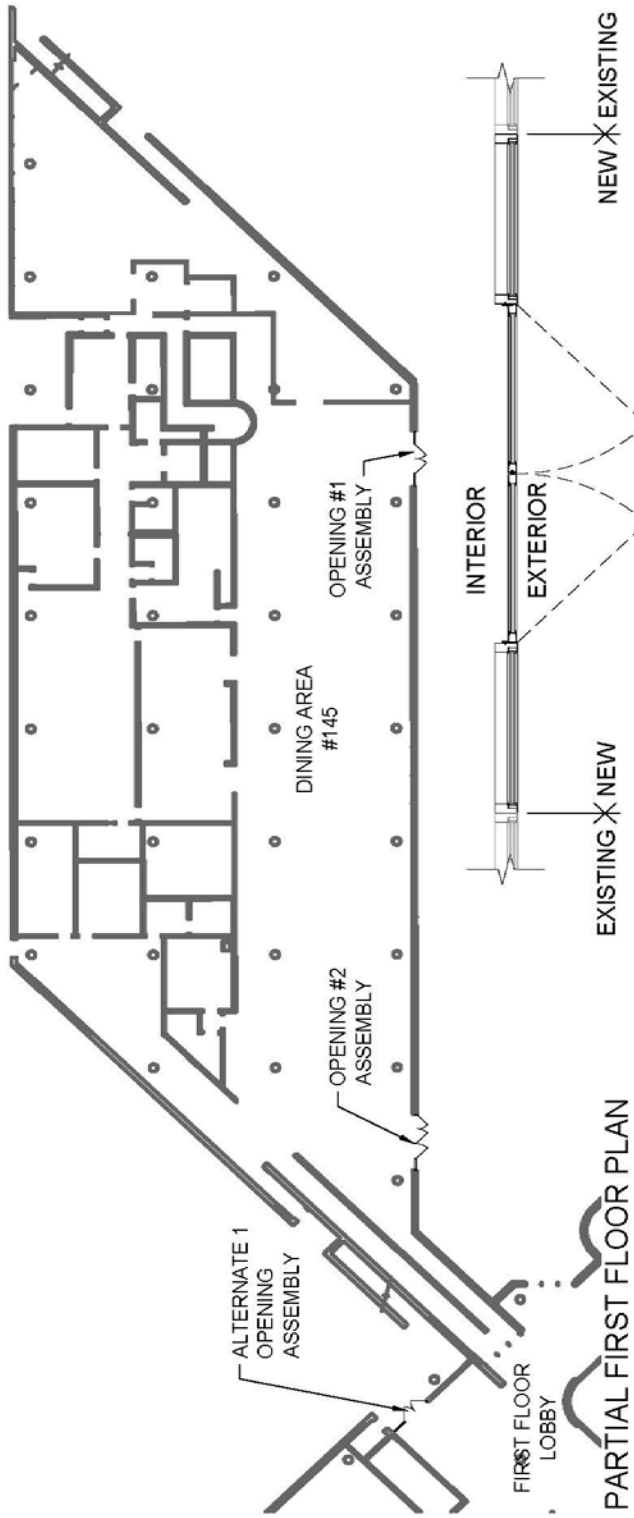 ALTERNATE 1
OPENING
ASSEMBLY
OPENING #2
ASSEMBLY
DINING AREA
#145
OPENING #1
ASSEMBLY
FIRST FLOOR
LOBBY
INTERIOR
EXTERIOR
EXISTING
NEW
NEW
EXISTING
PARTIAL FIRST FLOOR PLAN